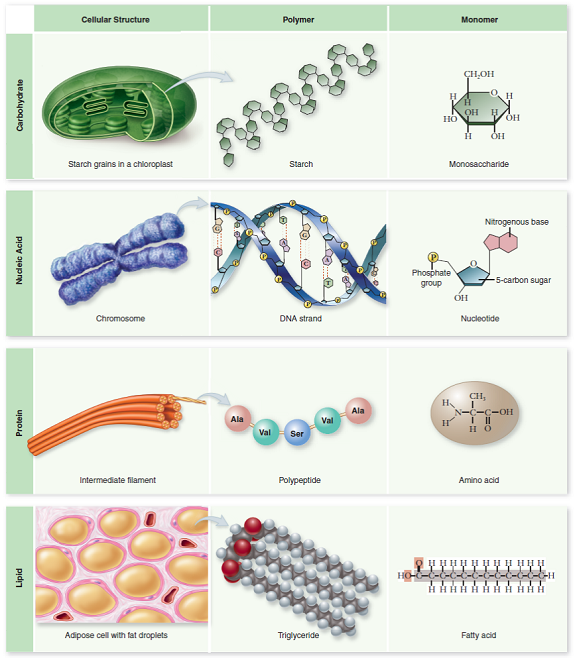 Cellular Structure
Polymer
Monomer
Carbohydrate
Starch grains in a chloroplast
Starch
CH₂OH
H
O
H
H
OH
H
HO
OH
H
OH
Monosaccharide
Nucleic Acid
Chromosome
P
P
P
P
P
P
P
P
P
G
C
T
A
G
C
A
T
DNA strand
Nitrogenous base
P
Phosphate
group
O
5-carbon sugar
OH
Nucleotide
Protein
Intermediate filament
Ala
Val
Ser
Val
Ala
Polypeptide
H CH₃
N—C—C—OH
H H O
Amino acid
Lipid
Adipose cell with fat droplets
Triglyceride
O H H H H H H H H H H H
HO—C—C—C—C—C—C—C—C—C—C—C—C—H
H H H H H H H H H H H
Fatty acid